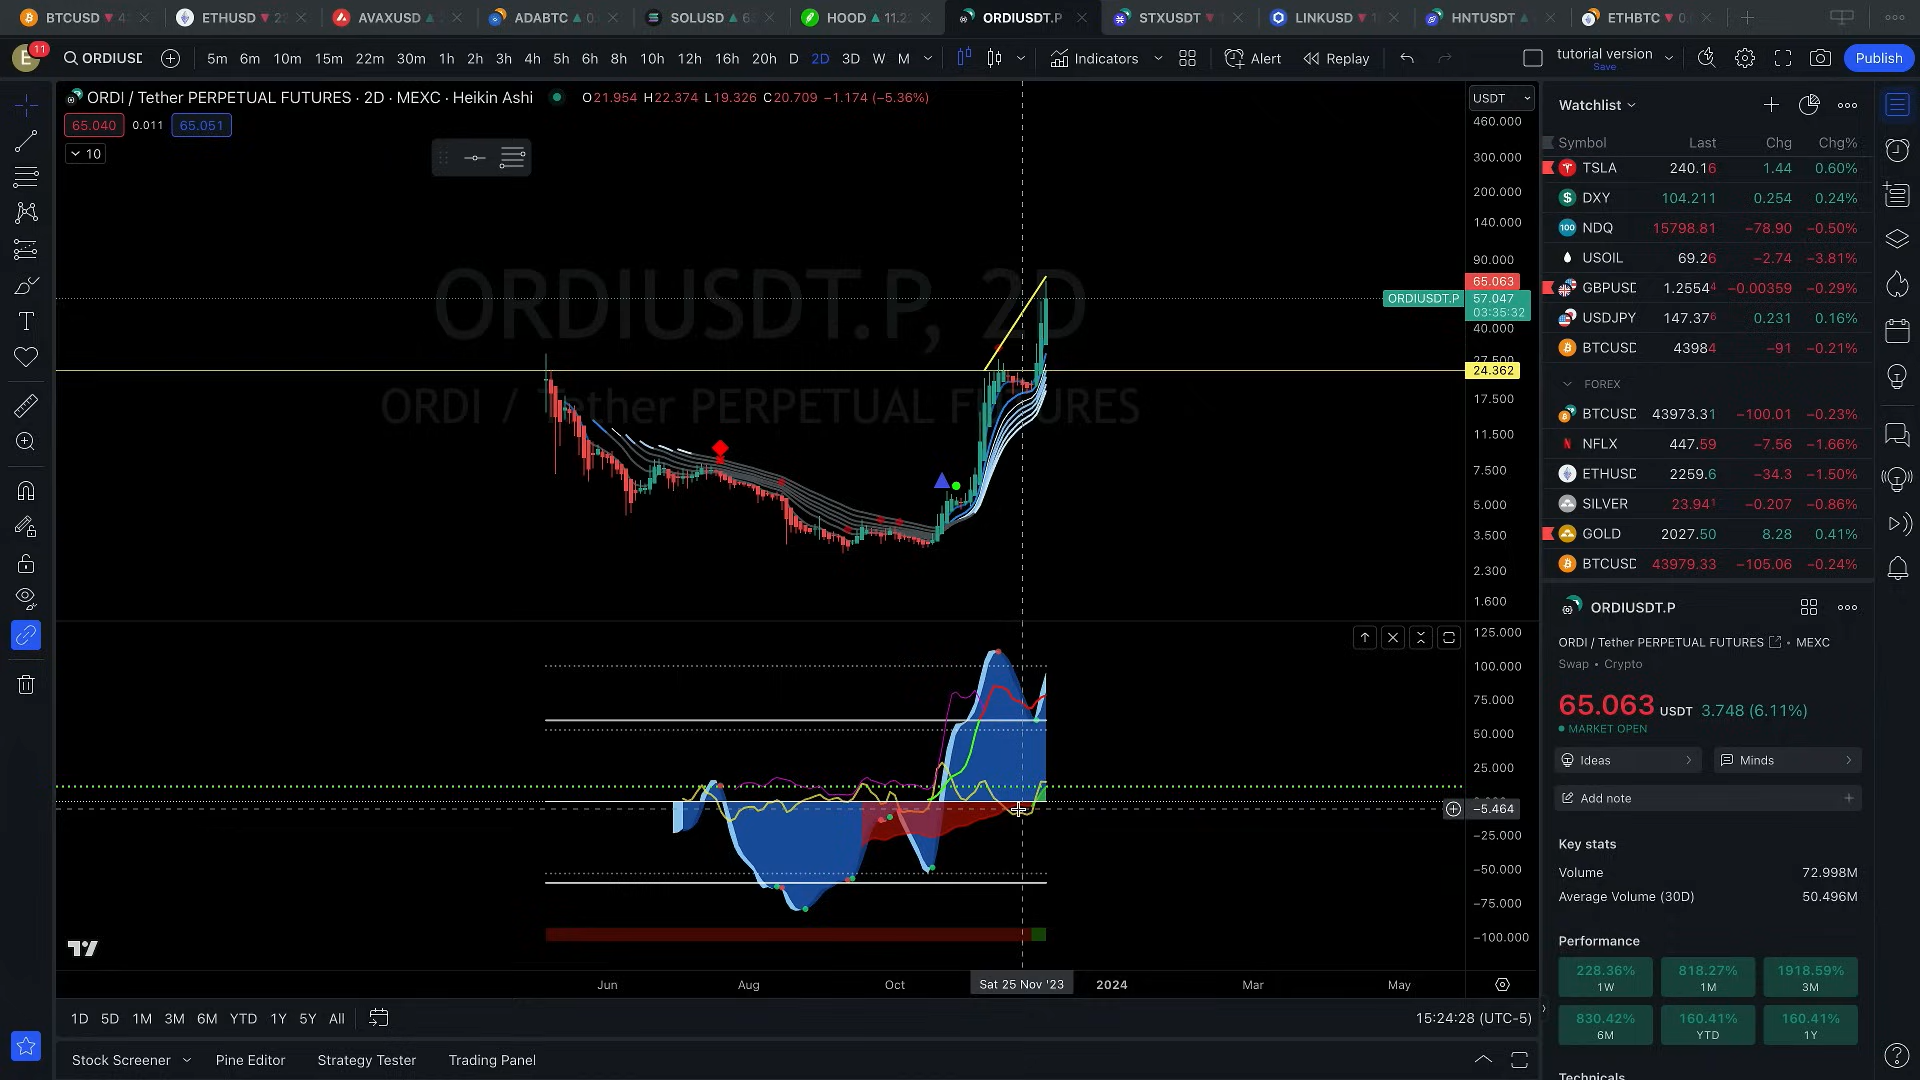 BTCUSD ▼ 4
ETHUSD ▼ 22
AVAXUSD ▲
ADABTC ▲ 0.
SOLUSD ▲ 6
HOOD ▲ 11.2
ORDIUSDT.P
STXUSDT ▼
LINKUSD ▼ 1
HNTUSDT ▲
ETHBTC ▼ 0.
E 11 ORDIUSD 5m 6m 10m 15m 22m 30m 1h 2h 3h 4h 5h 6h 8h 10h 12h 16h 20h D 2D 3D W M Indicators Alert Replay tutorial version Publish
Save
ORDI / Tether PERPETUAL FUTURES · 2D · MEXC · Heikin Ashi O21.954 H22.374 L19.326 C20.709 −1.174 (−5.36%)
65.040 0.011 65.051
10
USDT
460.000
300.000
200.000
140.000
90.000
65.063
ORDIUSDT.P 57.047
03:35:32
40.000
27.500
24.362
17.500
11.500
7.500
5.000
3.500
2.300
1.600
ORDIUSDT.P, 2D
ORDI / Tether PERPETUAL FUTURES
125.000
100.000
75.000
50.000
25.000
−5.464
−25.000
−50.000
−75.000
−100.000
Jun Aug Oct Sat 25 Nov '23 2024 Mar May
1D 5D 1M 3M 6M YTD 1Y 5Y All 15:24:28 (UTC-5)
Stock Screener Pine Editor Strategy Tester Trading Panel
Watchlist
Symbol Last Chg Chg%
TSLA 240.16 1.44 0.60%
DXY 104.211 0.254 0.24%
NDQ 15798.81 −78.90 −0.50%
USOIL 69.26 −2.74 −3.81%
GBPUSD 1.2554⁴ −0.00359 −0.29%
USDJPY 147.37⁶ 0.231 0.16%
BTCUSD 43984 −91 −0.21%
FOREX
BTCUSD 43973.31 −100.01 −0.23%
NFLX 447.59 −7.56 −1.66%
ETHUSD 2259.6 −34.3 −1.50%
SILVER 23.94¹ −0.207 −0.86%
GOLD 2027.50 8.28 0.41%
BTCUSD 43979.33 −105.06 −0.24%
ORDIUSDT.P
ORDI / Tether PERPETUAL FUTURES • MEXC
Swap • Crypto
65.063 USDT 3.748 (6.11%)
MARKET OPEN
Ideas
Minds
Add note
Key stats
Volume 72.998M
Average Volume (30D) 50.496M
Performance
228.36% 818.27% 1918.59%
1W 1M 3M
830.42% 160.41% 160.41%
6M YTD 1Y
Technicals